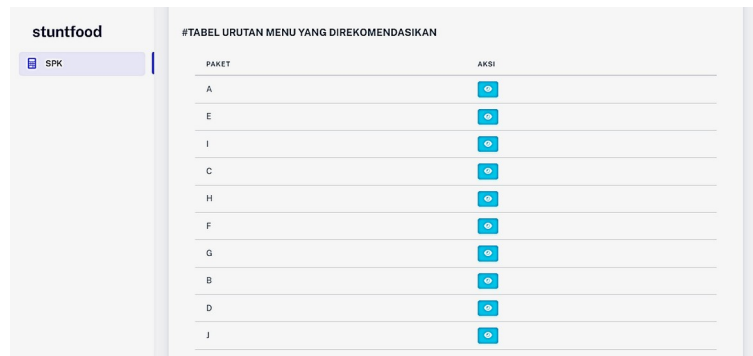 stuntfood
SPK
#TABEL URUTAN MENU YANG DIREKOMENDASIKAN
PAKET AKSI
A
E
I
C
H
F
G
B
D
J